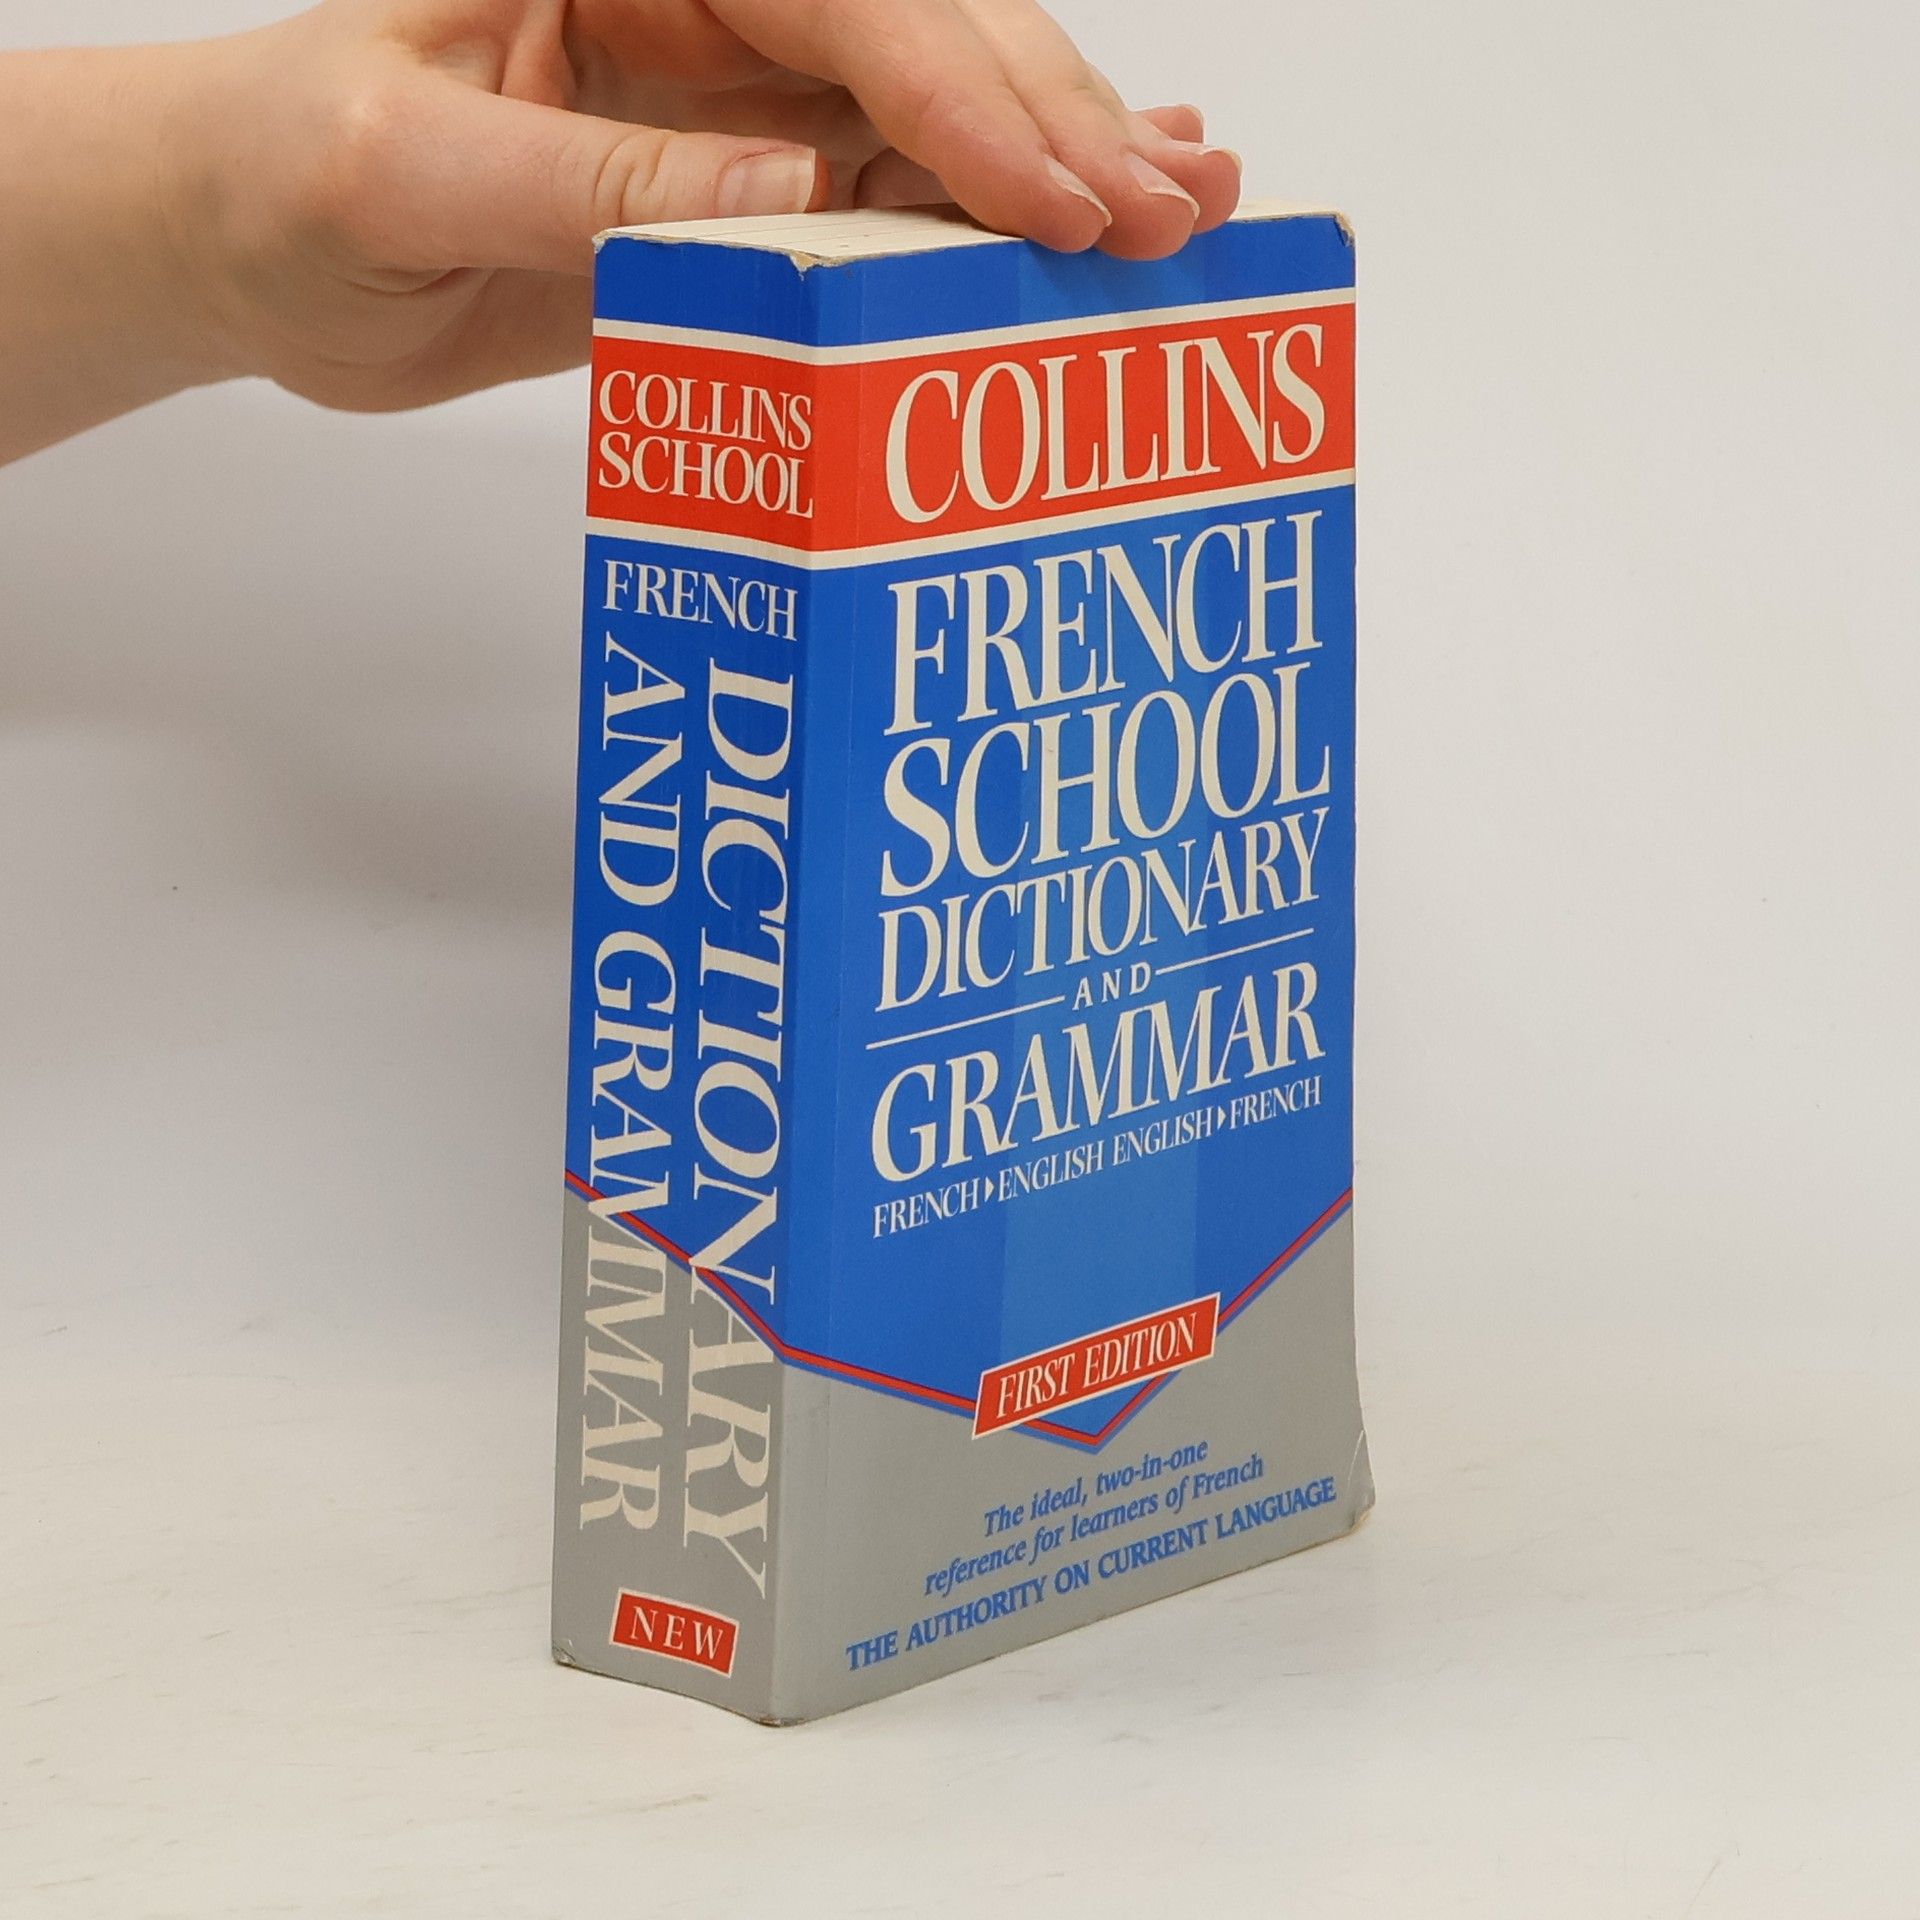 COLLINS
SCHOOL
FRENCH
DICTIONARY
AND GRAMMAR
NEW
COLLINS
FRENCH
SCHOOL
DICTIONARY
AND
GRAMMAR
FRENCH▸ENGLISH ENGLISH▸FRENCH
FIRST EDITION
The ideal, two-in-one
reference for learners of French
THE AUTHORITY ON CURRENT LANGUAGE